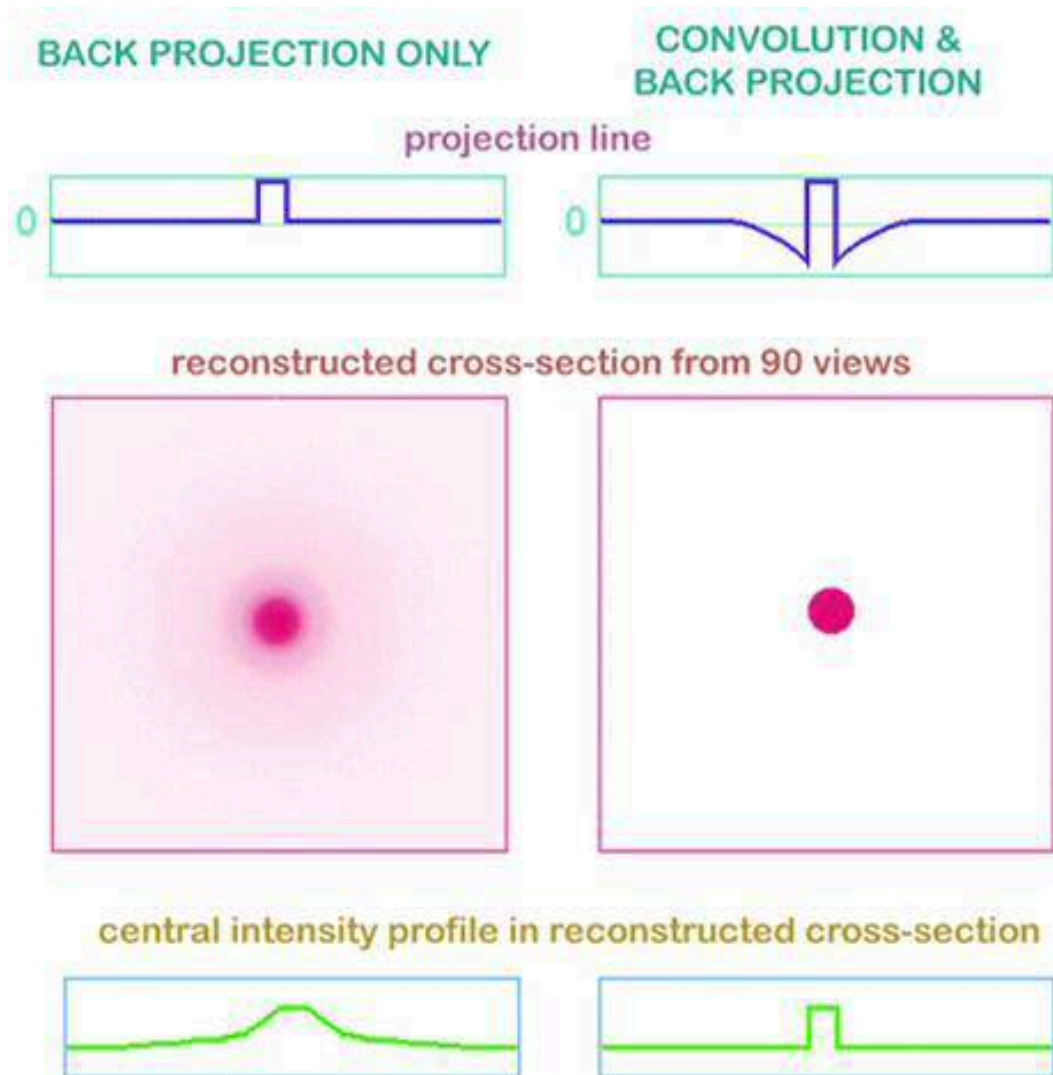 BACK PROJECTION ONLY
CONVOLUTION &
BACK PROJECTION
projection line
0
0
reconstructed cross-section from 90 views
central intensity profile in reconstructed cross-section